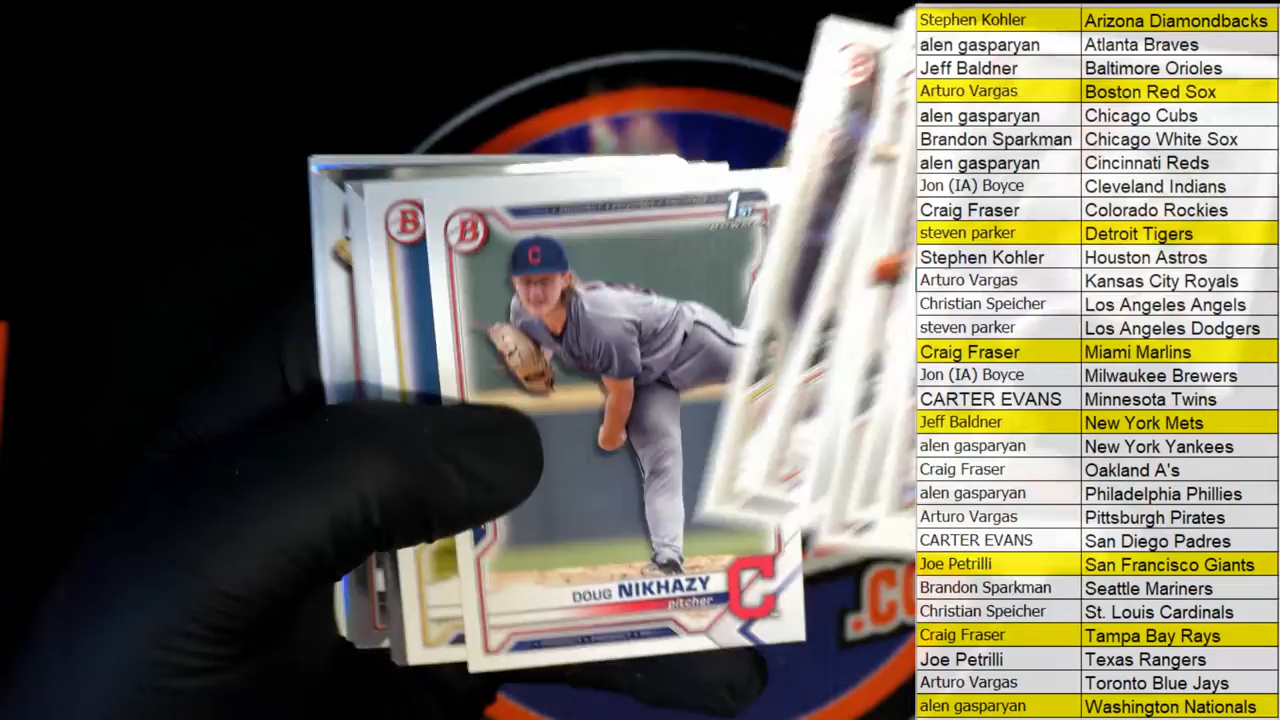 Stephen Kohler Arizona Diamondbacks
alen gasparyan Atlanta Braves
Jeff Baldner Baltimore Orioles
Arturo Vargas Boston Red Sox
alen gasparyan Chicago Cubs
Brandon Sparkman Chicago White Sox
alen gasparyan Cincinnati Reds
Jon (IA) Boyce Cleveland Indians
Craig Fraser Colorado Rockies
steven parker Detroit Tigers
Stephen Kohler Houston Astros
Arturo Vargas Kansas City Royals
Christian Speicher Los Angeles Angels
steven parker Los Angeles Dodgers
Craig Fraser Miami Marlins
Jon (IA) Boyce Milwaukee Brewers
CARTER EVANS Minnesota Twins
Jeff Baldner New York Mets
alen gasparyan New York Yankees
Craig Fraser Oakland A's
alen gasparyan Philadelphia Phillies
Arturo Vargas Pittsburgh Pirates
CARTER EVANS San Diego Padres
Joe Petrilli San Francisco Giants
Brandon Sparkman Seattle Mariners
Christian Speicher St. Louis Cardinals
Craig Fraser Tampa Bay Rays
Joe Petrilli Texas Rangers
Arturo Vargas Toronto Blue Jays
alen gasparyan Washington Nationals
B
B
1ST
BOWMAN
C
DOUG NIKHAZY
pitcher
C
.CO